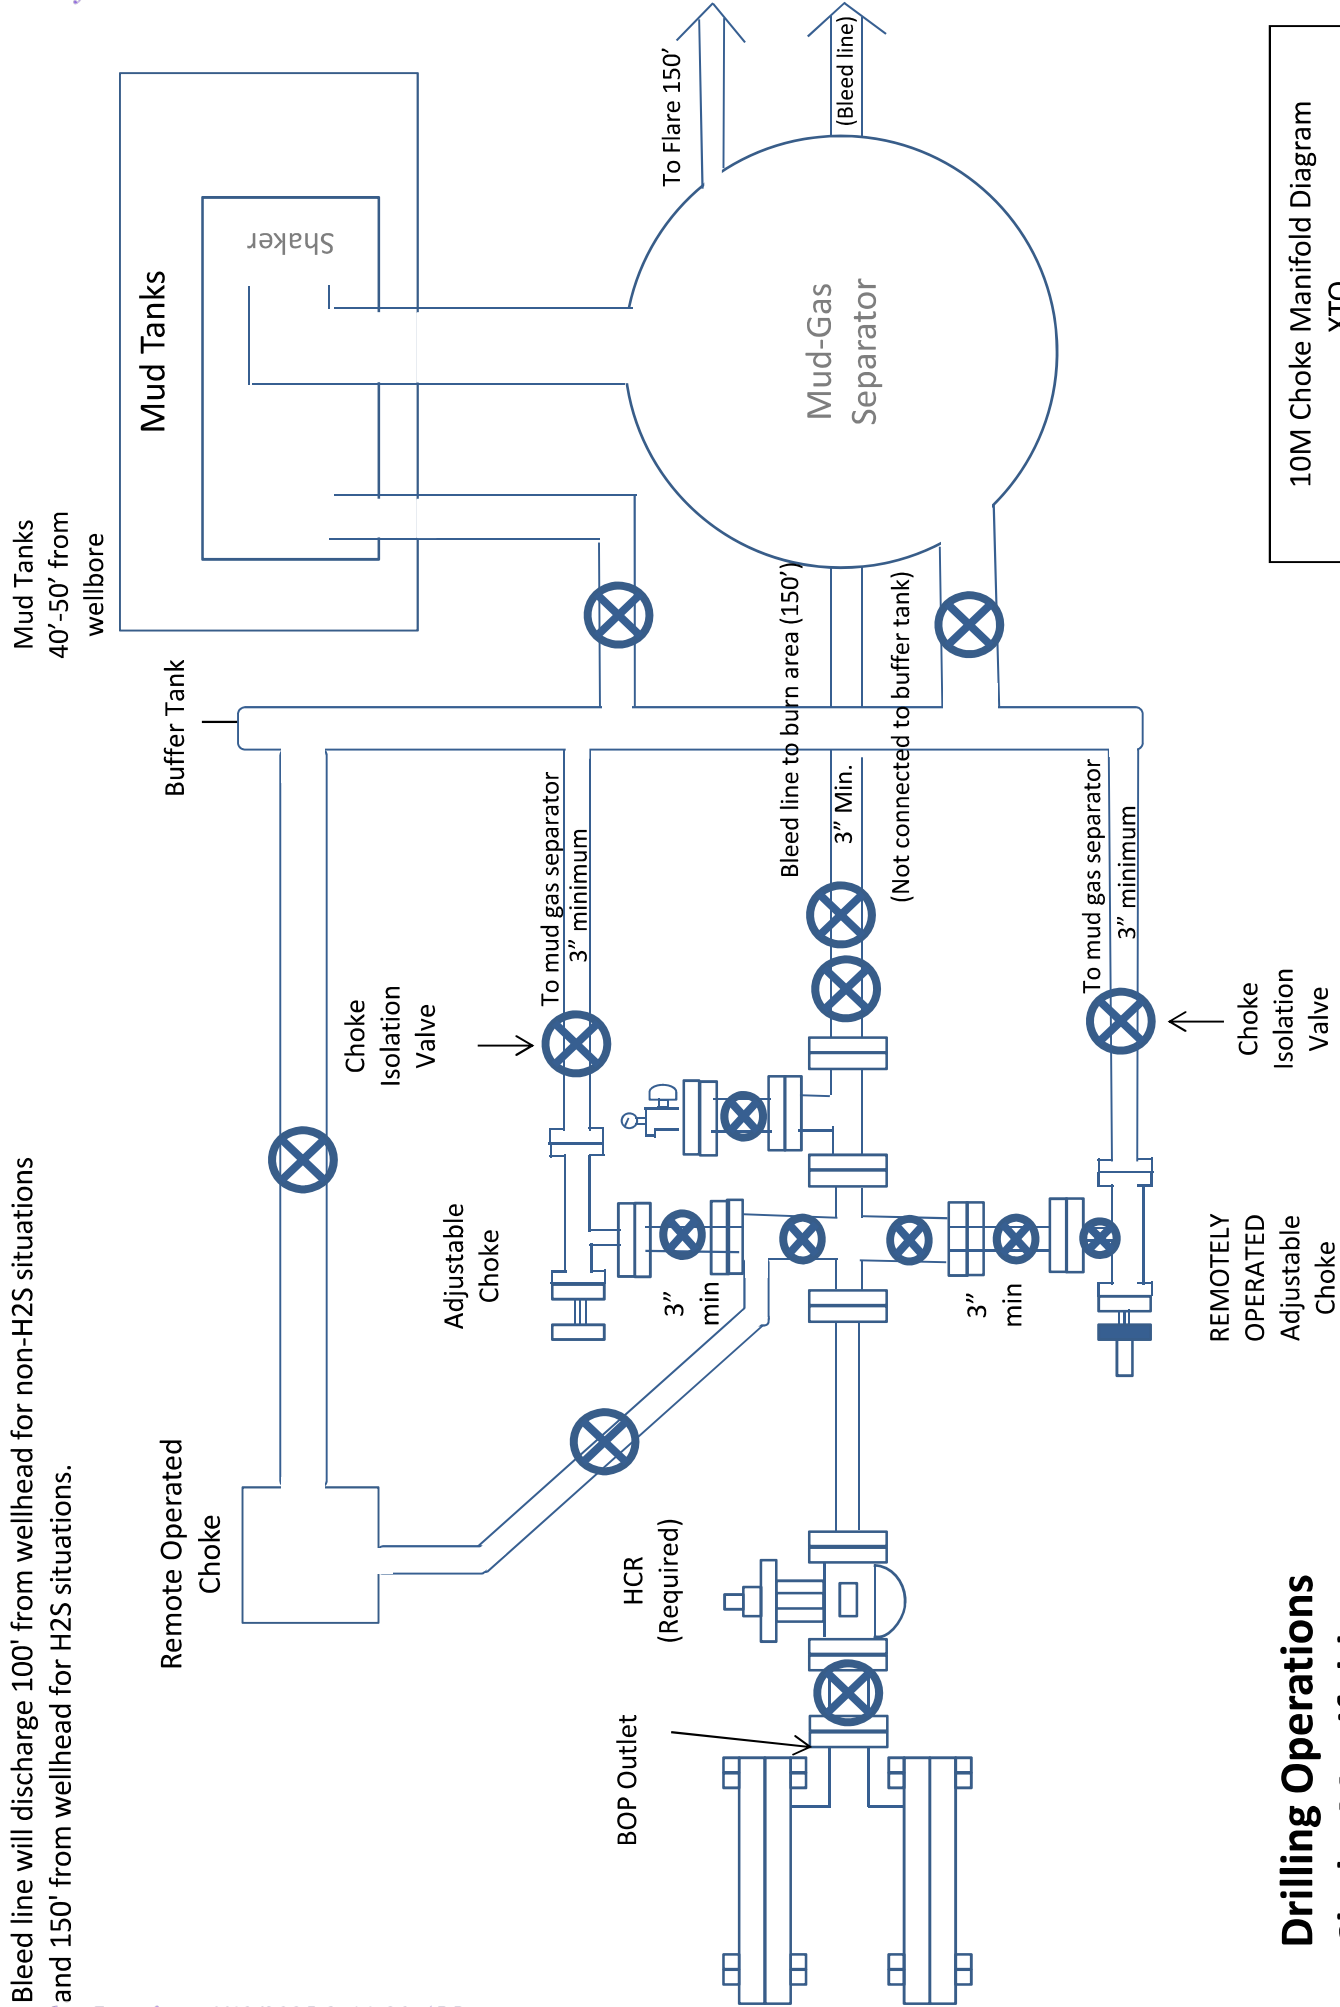 Bleed line will discharge 100' from wellhead for non-H2S situations
and 150' from wellhead for H2S situations.
Mud Tanks
40’-50’ from
wellbore
Mud Tanks
Shaker
Buffer Tank
Remote Operated
Choke
Choke
Isolation
Valve
Adjustable
Choke
To mud gas separator
3” minimum
To Flare 150’
(Bleed line)
Mud-Gas
Separator
Bleed line to burn area (150’)
3” Min.
(Not connected to buffer tank)
3”
min
3”
min
HCR
(Required)
BOP Outlet
To mud gas separator
3” minimum
Choke
Isolation
Valve
REMOTELY
OPERATED
Adjustable
Choke
10M Choke Manifold Diagram
XTO
Drilling Operations